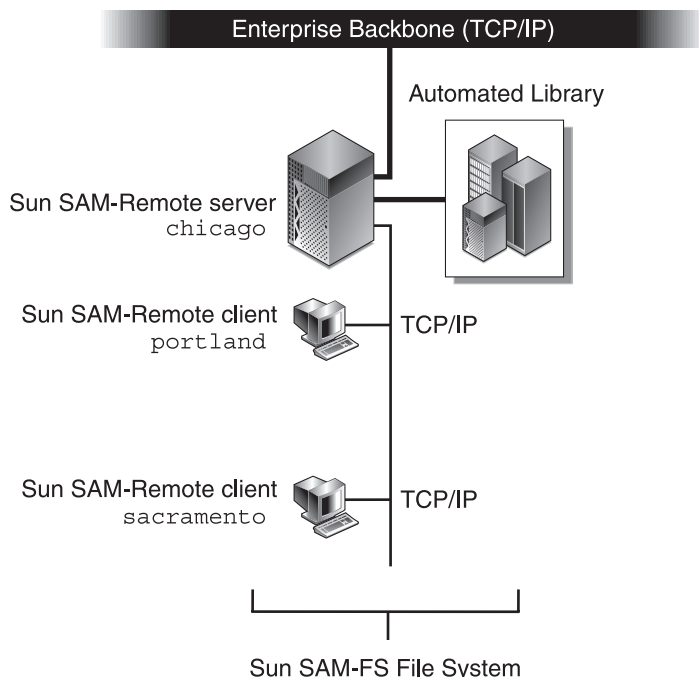 Enterprise Backbone (TCP/IP)
Automated Library
Sun SAM-Remote server
chicago
Sun SAM-Remote client
portland
TCP/IP
Sun SAM-Remote client
sacramento
TCP/IP
Sun SAM-FS File System